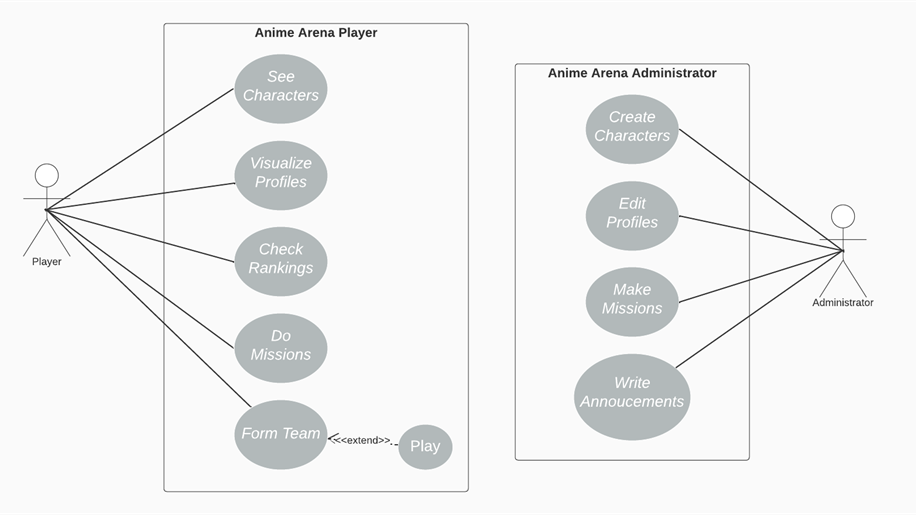 Anime Arena Player
See
Characters
Visualize
Profiles
Check
Rankings
Do
Missions
Form Team
<<extend>>
Play
Player
Anime Arena Administrator
Create
Characters
Edit
Profiles
Make
Missions
Write
Annoucements
Administrator